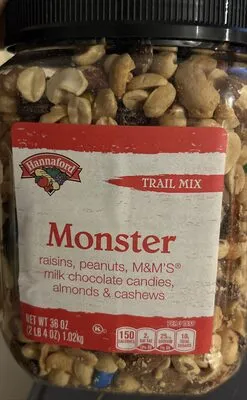 Hannaford
TRAIL MIX
Monster
raisins, peanuts, M&M'S®
milk chocolate candies,
almonds & cashews
NET WT 36 OZ
(2 LB 4 OZ) 1.02kg
K
150
CALORIES